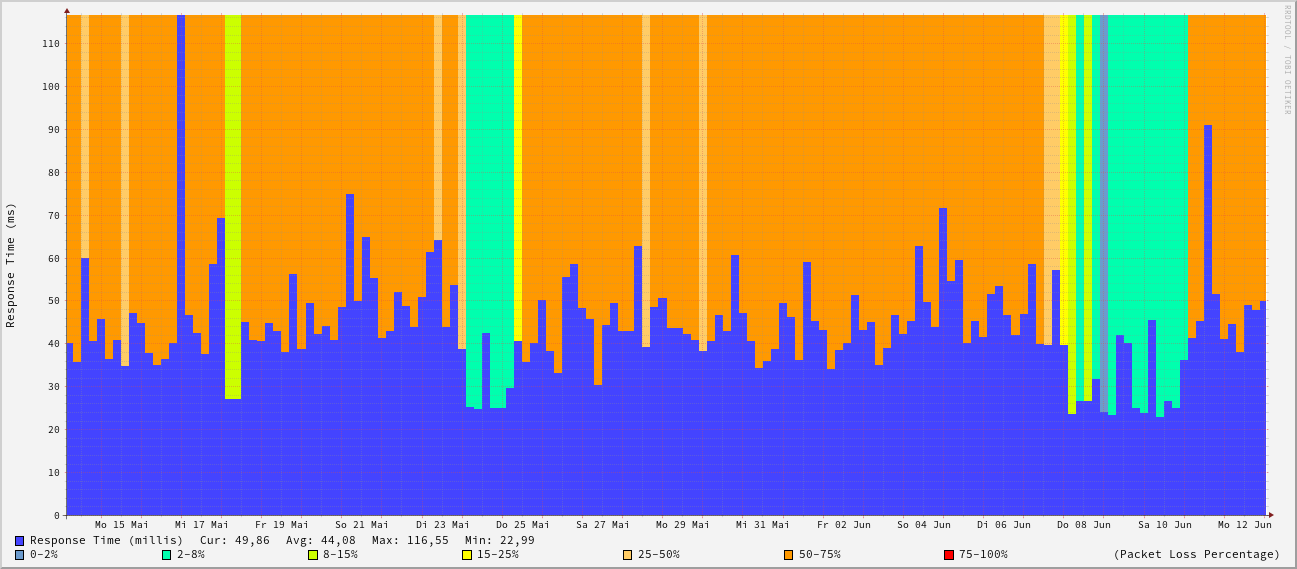 RRDTOOL / TOBI OETIKER
Response Time (ms)
110
100
90
80
70
60
50
40
30
20
10
0
Mo 15 Mai Mi 17 Mai Fr 19 Mai So 21 Mai Di 23 Mai Do 25 Mai Sa 27 Mai Mo 29 Mai Mi 31 Mai Fr 02 Jun So 04 Jun Di 06 Jun Do 08 Jun Sa 10 Jun Mo 12 Jun
Response Time (millis) Cur: 49,86 Avg: 44,08 Max: 116,55 Min: 22,99
0-2% 2-8% 8-15% 15-25% 25-50% 50-75% 75-100% (Packet Loss Percentage)